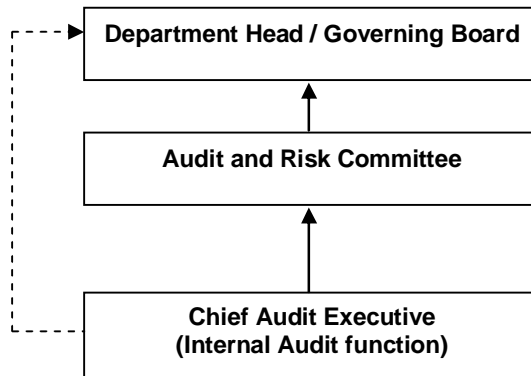 Department Head / Governing Board
Audit and Risk Committee
Chief Audit Executive
(Internal Audit function)